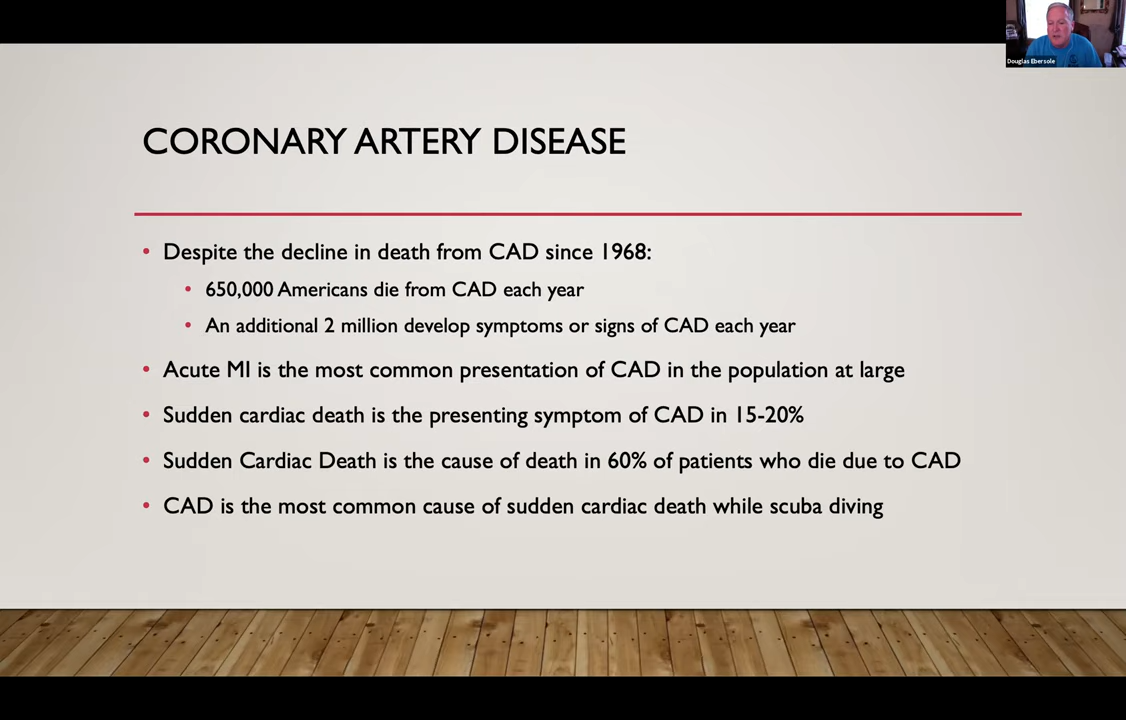 Douglas Ebersole
CORONARY ARTERY DISEASE
• Despite the decline in death from CAD since 1968:
• 650,000 Americans die from CAD each year
• An additional 2 million develop symptoms or signs of CAD each year
• Acute MI is the most common presentation of CAD in the population at large
• Sudden cardiac death is the presenting symptom of CAD in 15-20%
• Sudden Cardiac Death is the cause of death in 60% of patients who die due to CAD
• CAD is the most common cause of sudden cardiac death while scuba diving